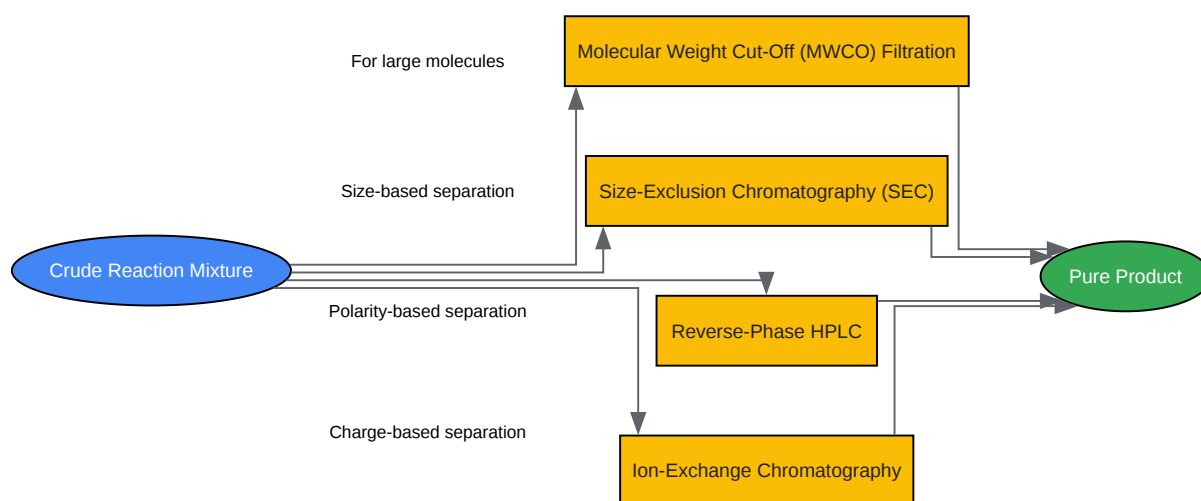 Molecular Weight Cut-Off (MWCO) Filtration
For large molecules
Size-based separation
Size-Exclusion Chromatography (SEC)
Crude Reaction Mixture
Pure Product
Polarity-based separation
Reverse-Phase HPLC
Charge-based separation
Ion-Exchange Chromatography